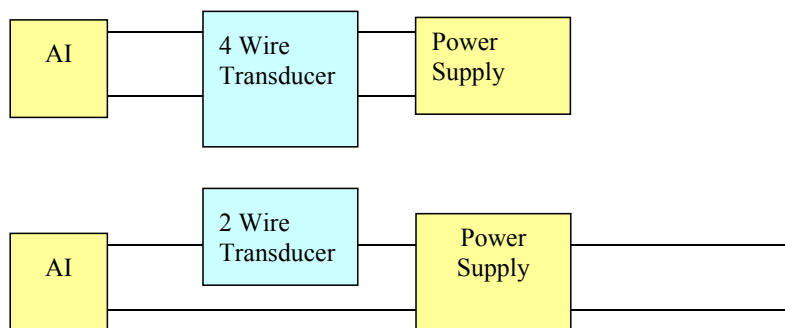 AI
4 Wire
Transducer
Power
Supply
AI
2 Wire
Transducer
Power
Supply